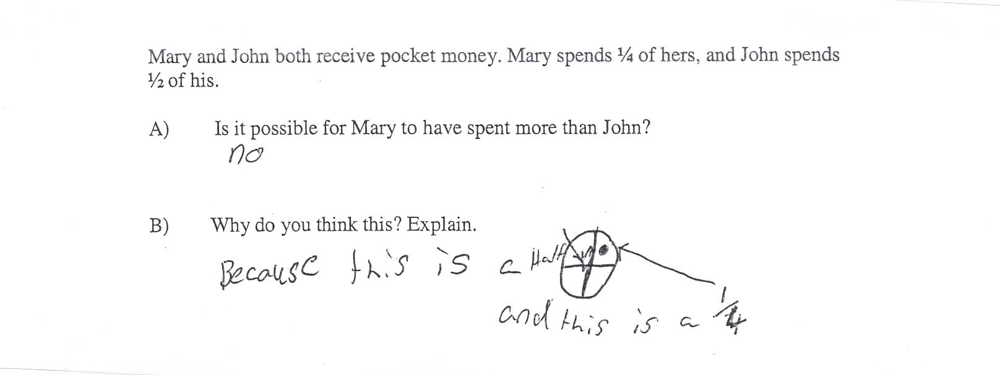 Mary and John both receive pocket money. Mary spends ¼ of hers, and John spends
½ of his.
A) Is it possible for Mary to have spent more than John?
no
B) Why do you think this? Explain.
Because this is a Half
and this is a 1/4